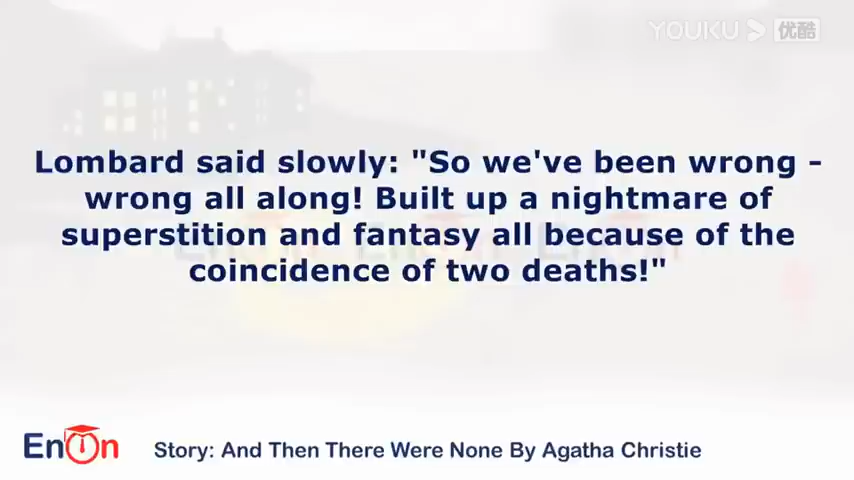 YOUKU 优酷
Lombard said slowly: "So we've been wrong -
wrong all along! Built up a nightmare of
superstition and fantasy all because of the
coincidence of two deaths!"
EnOn
Story: And Then There Were None By Agatha Christie